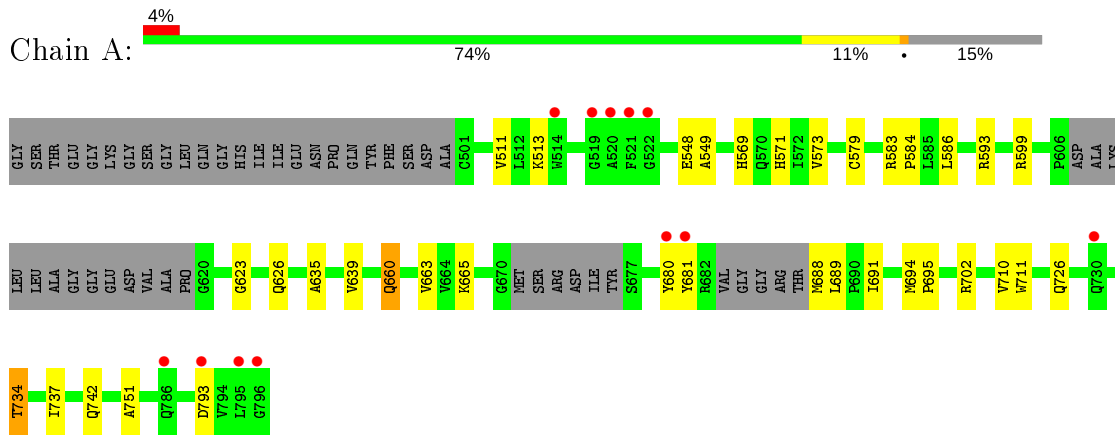 4%
Chain A:
74%
11%
•
15%
GLY SER THR GLU GLY LYS GLY SER GLY LEU GLN GLY HIS ILE ILE GLU ASN PRO GLN TYR PHE SER ASP ALA C501 V511 L512 K513 W514 G519 A520 F521 G522 E548 A549 H569 Q570 H571 I572 V573 C579 R583 P584 L585 L586 R593 R599 P606 ASP ALA LYS
LEU LEU ALA GLY GLY GLU ASP VAL ALA PRO G620 G623 Q626 A635 V639 Q660 V663 V664 K665 G670 MET SER ARG ASP ILE TYR S677 Y680 Y681 R682 VAL GLY GLY ARG THR M688 L689 P690 I691 M694 P695 R702 V710 W711 Q726 Q730
T734 I737 Q742 A751 Q786 D793 V794 L795 G796